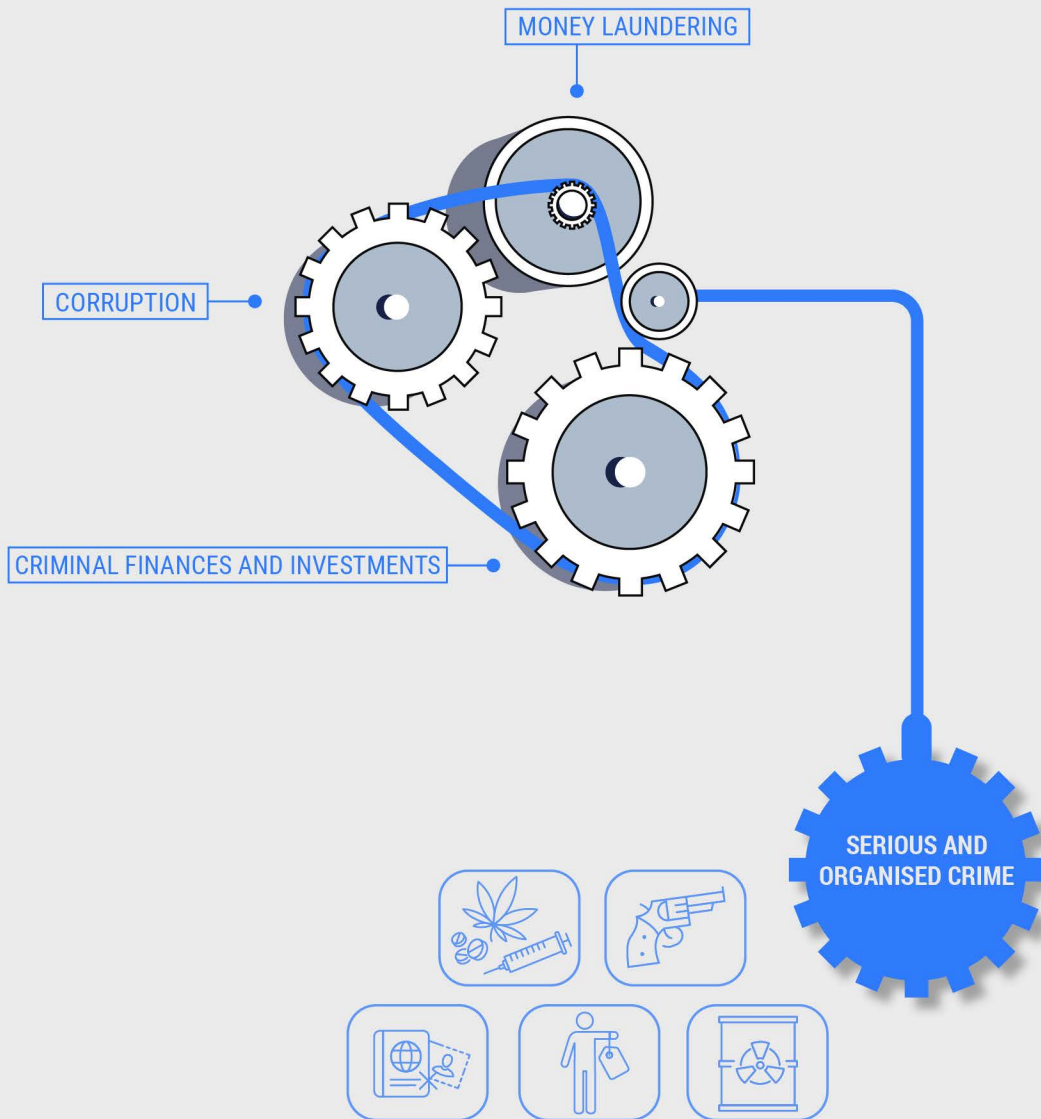 MONEY LAUNDERING
CORRUPTION
CRIMINAL FINANCES AND INVESTMENTS
SERIOUS AND
ORGANISED CRIME